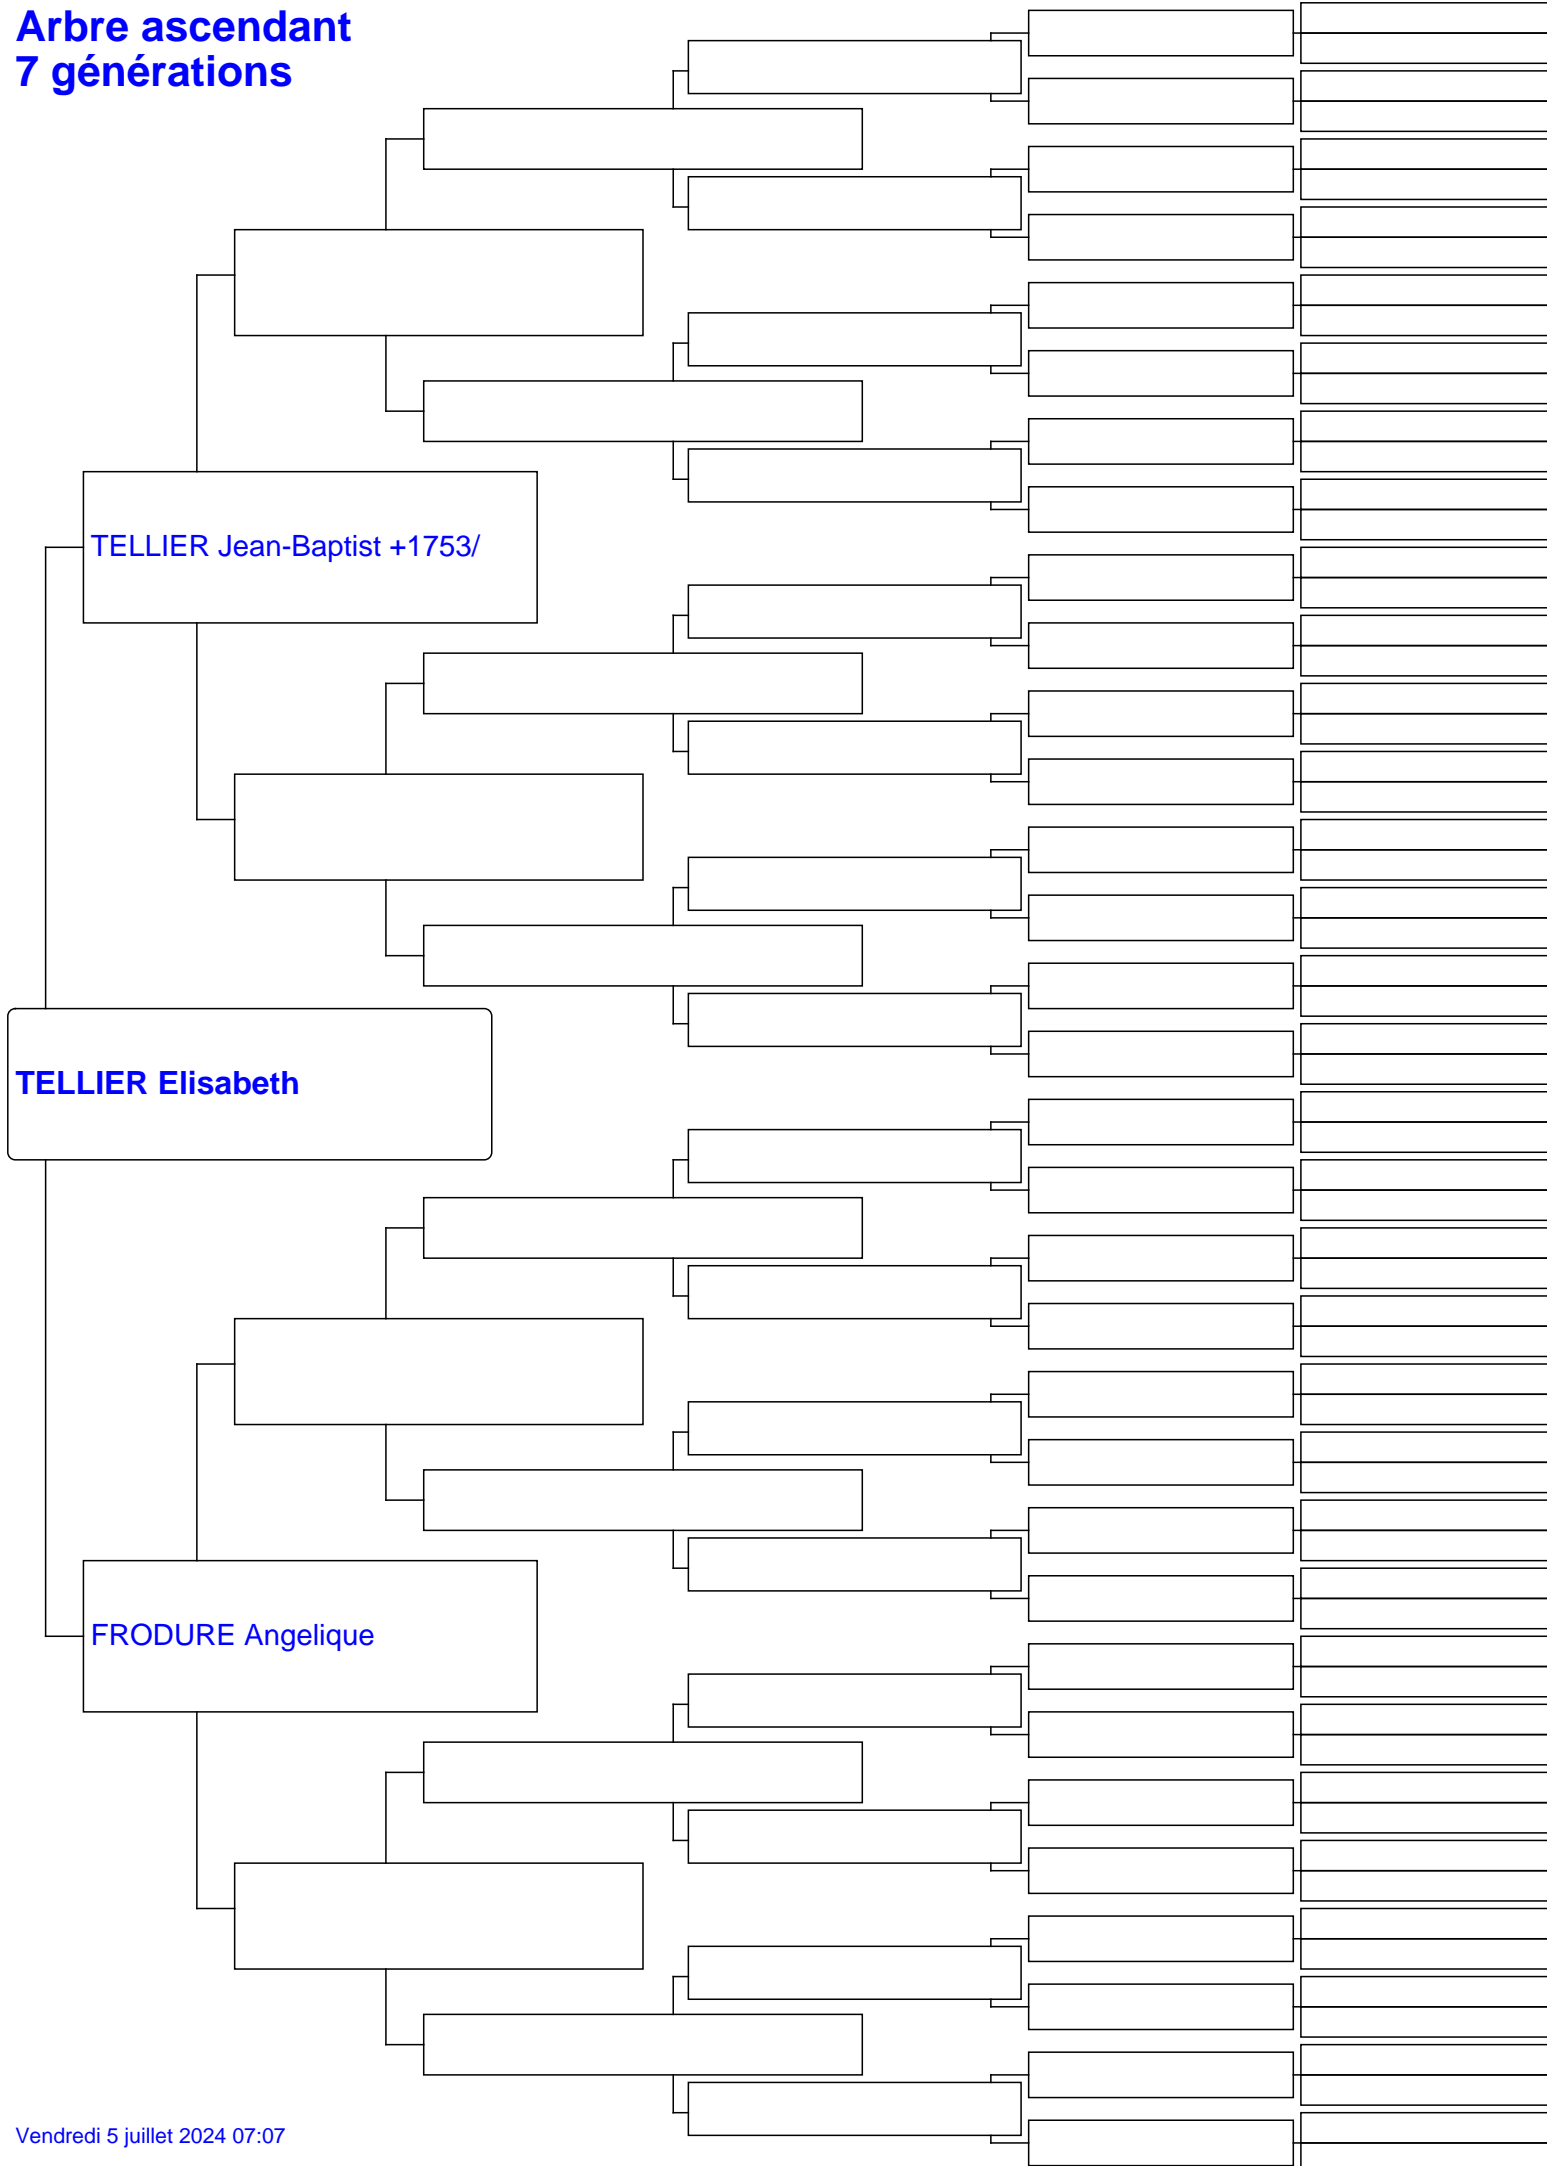 Arbre ascendant
7 générations
TELLIER Jean-Baptist +1753/
TELLIER Elisabeth
FRODURE Angelique
Vendredi 5 juillet 2024 07:07